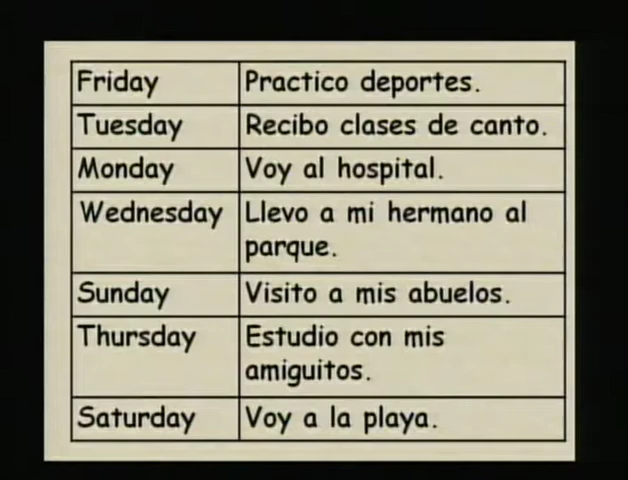 Friday Practico deportes.
Tuesday Recibo clases de canto.
Monday Voy al hospital.
Wednesday Llevo a mi hermano al
parque.
Sunday Visito a mis abuelos.
Thursday Estudio con mis
amiguitos.
Saturday Voy a la playa.